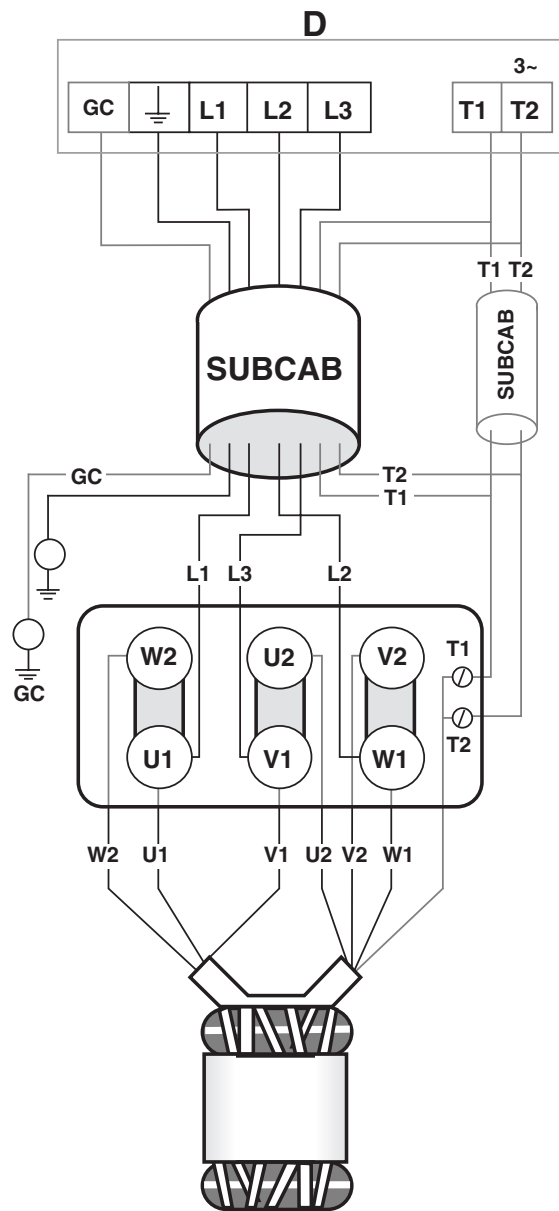 D
3~
GC L1 L2 L3 T1 T2
T1 T2
SUBCAB
SUBCAB
GC
T2
T1
L1 L3 L2
GC
W2 U2 V2 T1
U1 V1 W1 T2
W2 U1 V1 U2 V2 W1